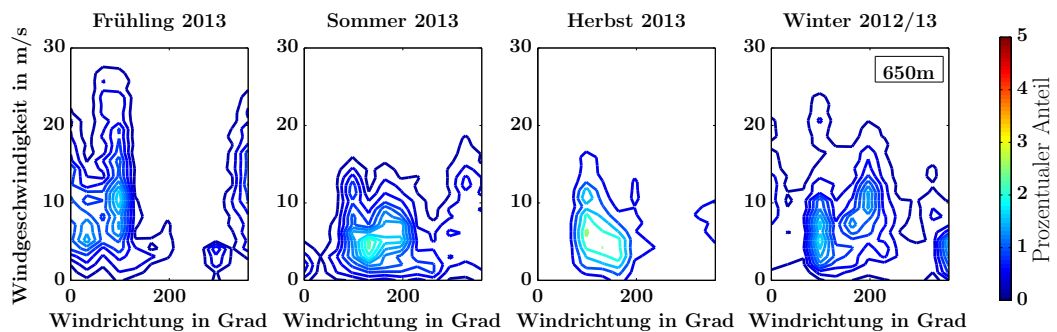 Frühling 2013
Sommer 2013
Herbst 2013
Winter 2012/13
Windgeschwindigkeit in m/s
30
20
10
0
0
200
Windrichtung in Grad
30
20
10
0
0
200
Windrichtung in Grad
30
20
10
0
0
200
Windrichtung in Grad
650m
30
20
10
0
0
200
Windrichtung in Grad
5
4
3
2
1
0
Prozentualer Anteil